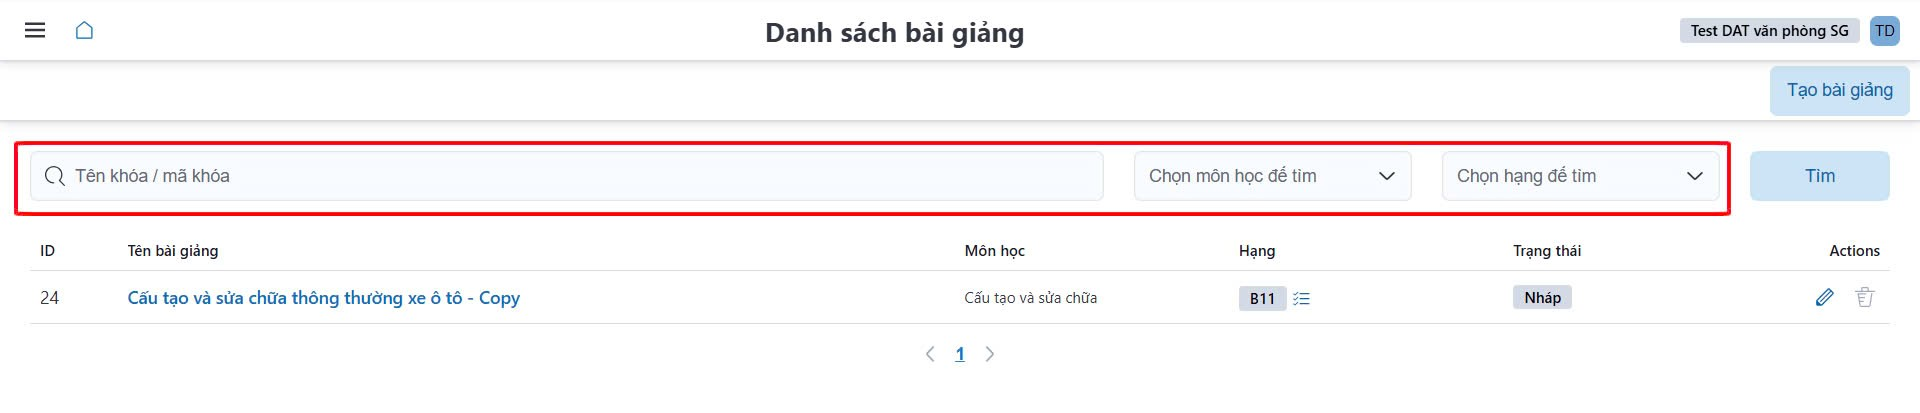 Danh sách bài giảng
Test DAT văn phòng SG
TD
Tạo bài giảng
Tên khóa / mã khóa
Chọn môn học để tìm
Chọn hạng để tìm
Tìm
ID Tên bài giảng Môn học Hạng Trạng thái Actions
24 Cấu tạo và sửa chữa thông thường xe ô tô - Copy Cấu tạo và sửa chữa B11 Nháp
1